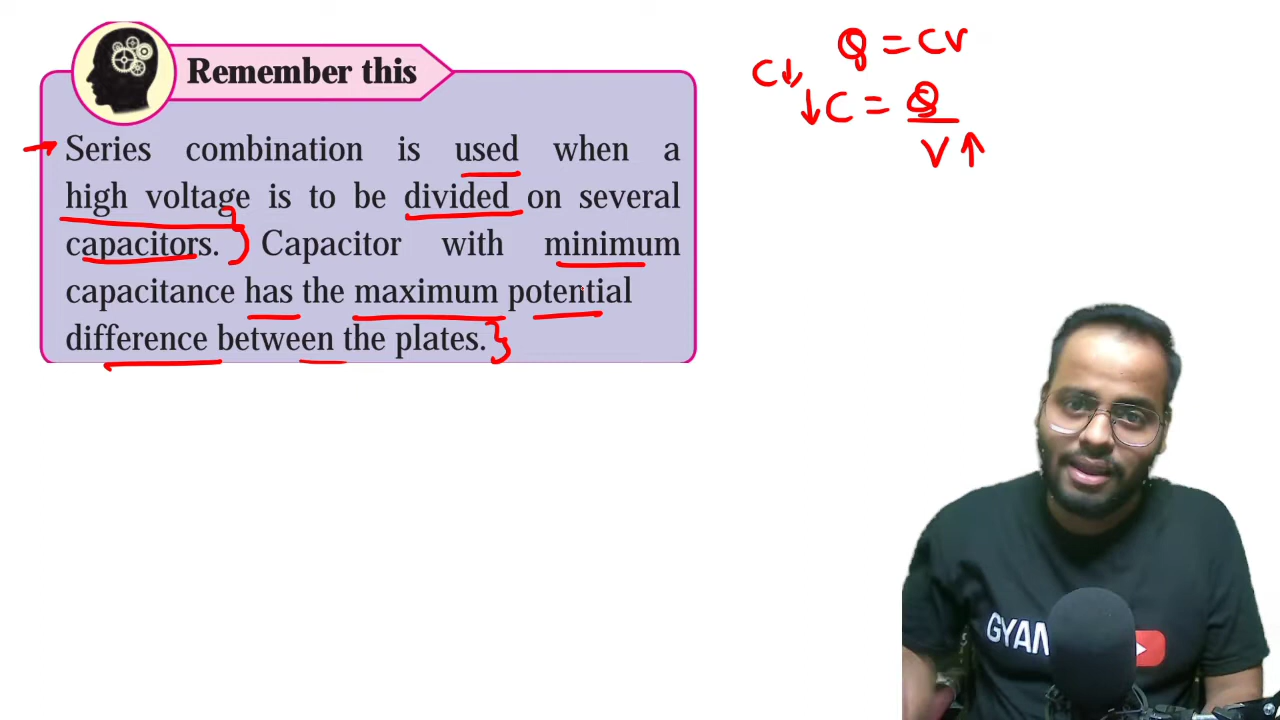 Remember this
Series combination is used when a
high voltage is to be divided on several
capacitors. Capacitor with minimum
capacitance has the maximum potential
difference between the plates.
Q = CV
C↓
↓C = Q/V↑
GYAN